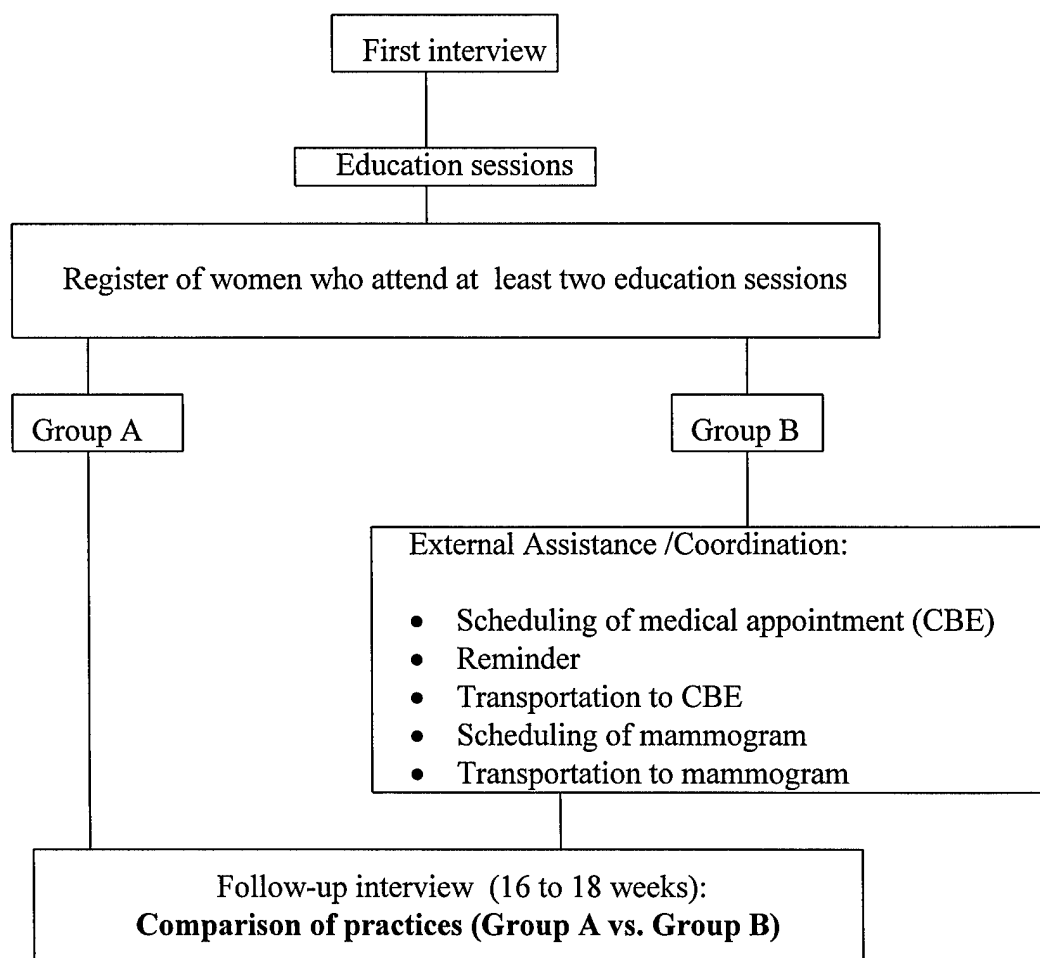 First interview
Education sessions
Register of women who attend at least two education sessions
Group A
Group B
External Assistance /Coordination:
• Scheduling of medical appointment (CBE)
• Reminder
• Transportation to CBE
• Scheduling of mammogram
• Transportation to mammogram
Follow-up interview (16 to 18 weeks):
Comparison of practices (Group A vs. Group B)